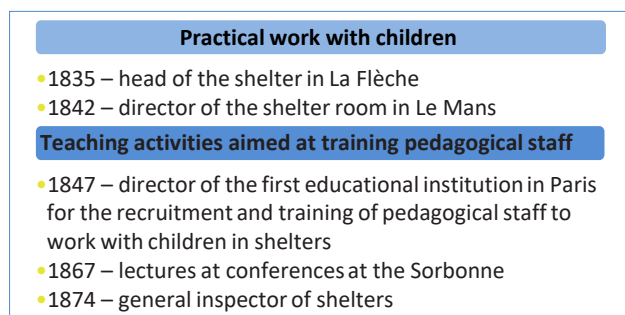 Practical work with children
•1835 – head of the shelter in La Flèche
•1842 – director of the shelter room in Le Mans
Teaching activities aimed at training pedagogical staff
•1847 – director of the first educational institution in Paris
for the recruitment and training of pedagogical staff to
work with children in shelters
•1867 – lectures at conferences at the Sorbonne
•1874 – general inspector of shelters